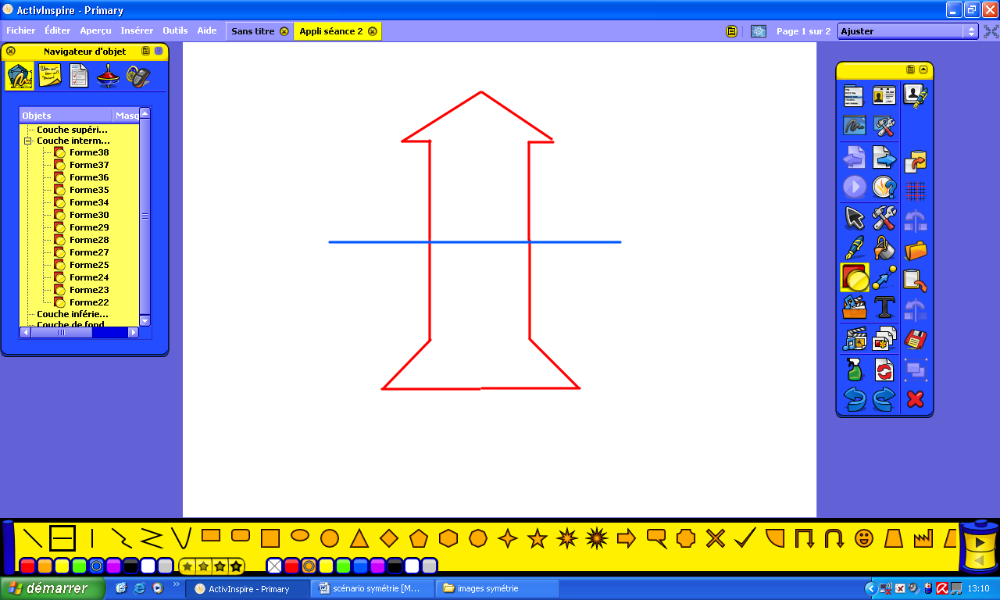 ActivInspire - Primary
Fichier Éditer Aperçu Insérer Outils Aide Sans titre Appli séance 2 Page 1 sur 2 Ajuster
Navigateur d'objet
Objets Masq
Couche supéri...
Couche interm...
Forme38
Forme37
Forme36
Forme35
Forme34
Forme30
Forme29
Forme28
Forme27
Forme25
Forme24
Forme23
Forme22
Couche inférie...
Couche de fond
démarrer ActivInspire - Primary scénario symétrie [M... images symétrie 13:10